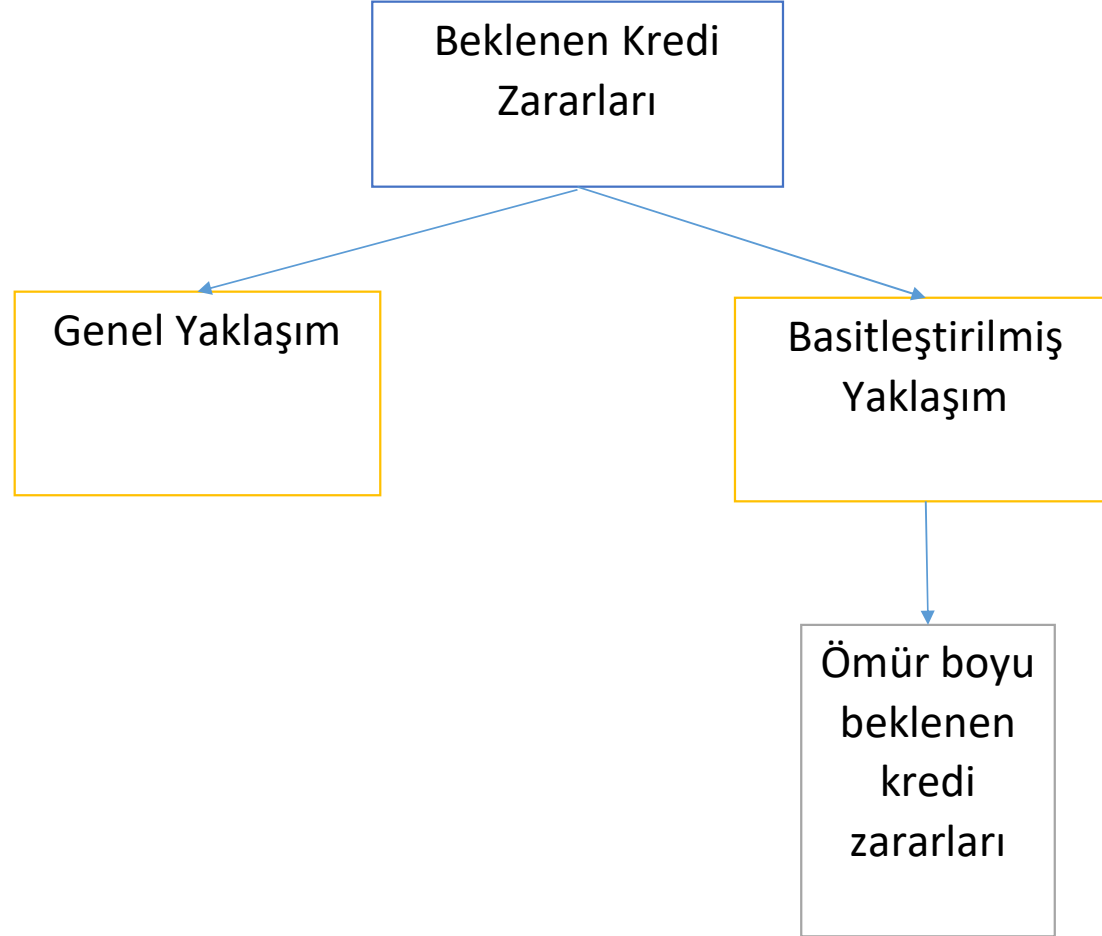 Beklenen Kredi
Zararları
Genel Yaklaşım
Basitleştirilmiş
Yaklaşım
Ömür boyu
beklenen
kredi
zararları